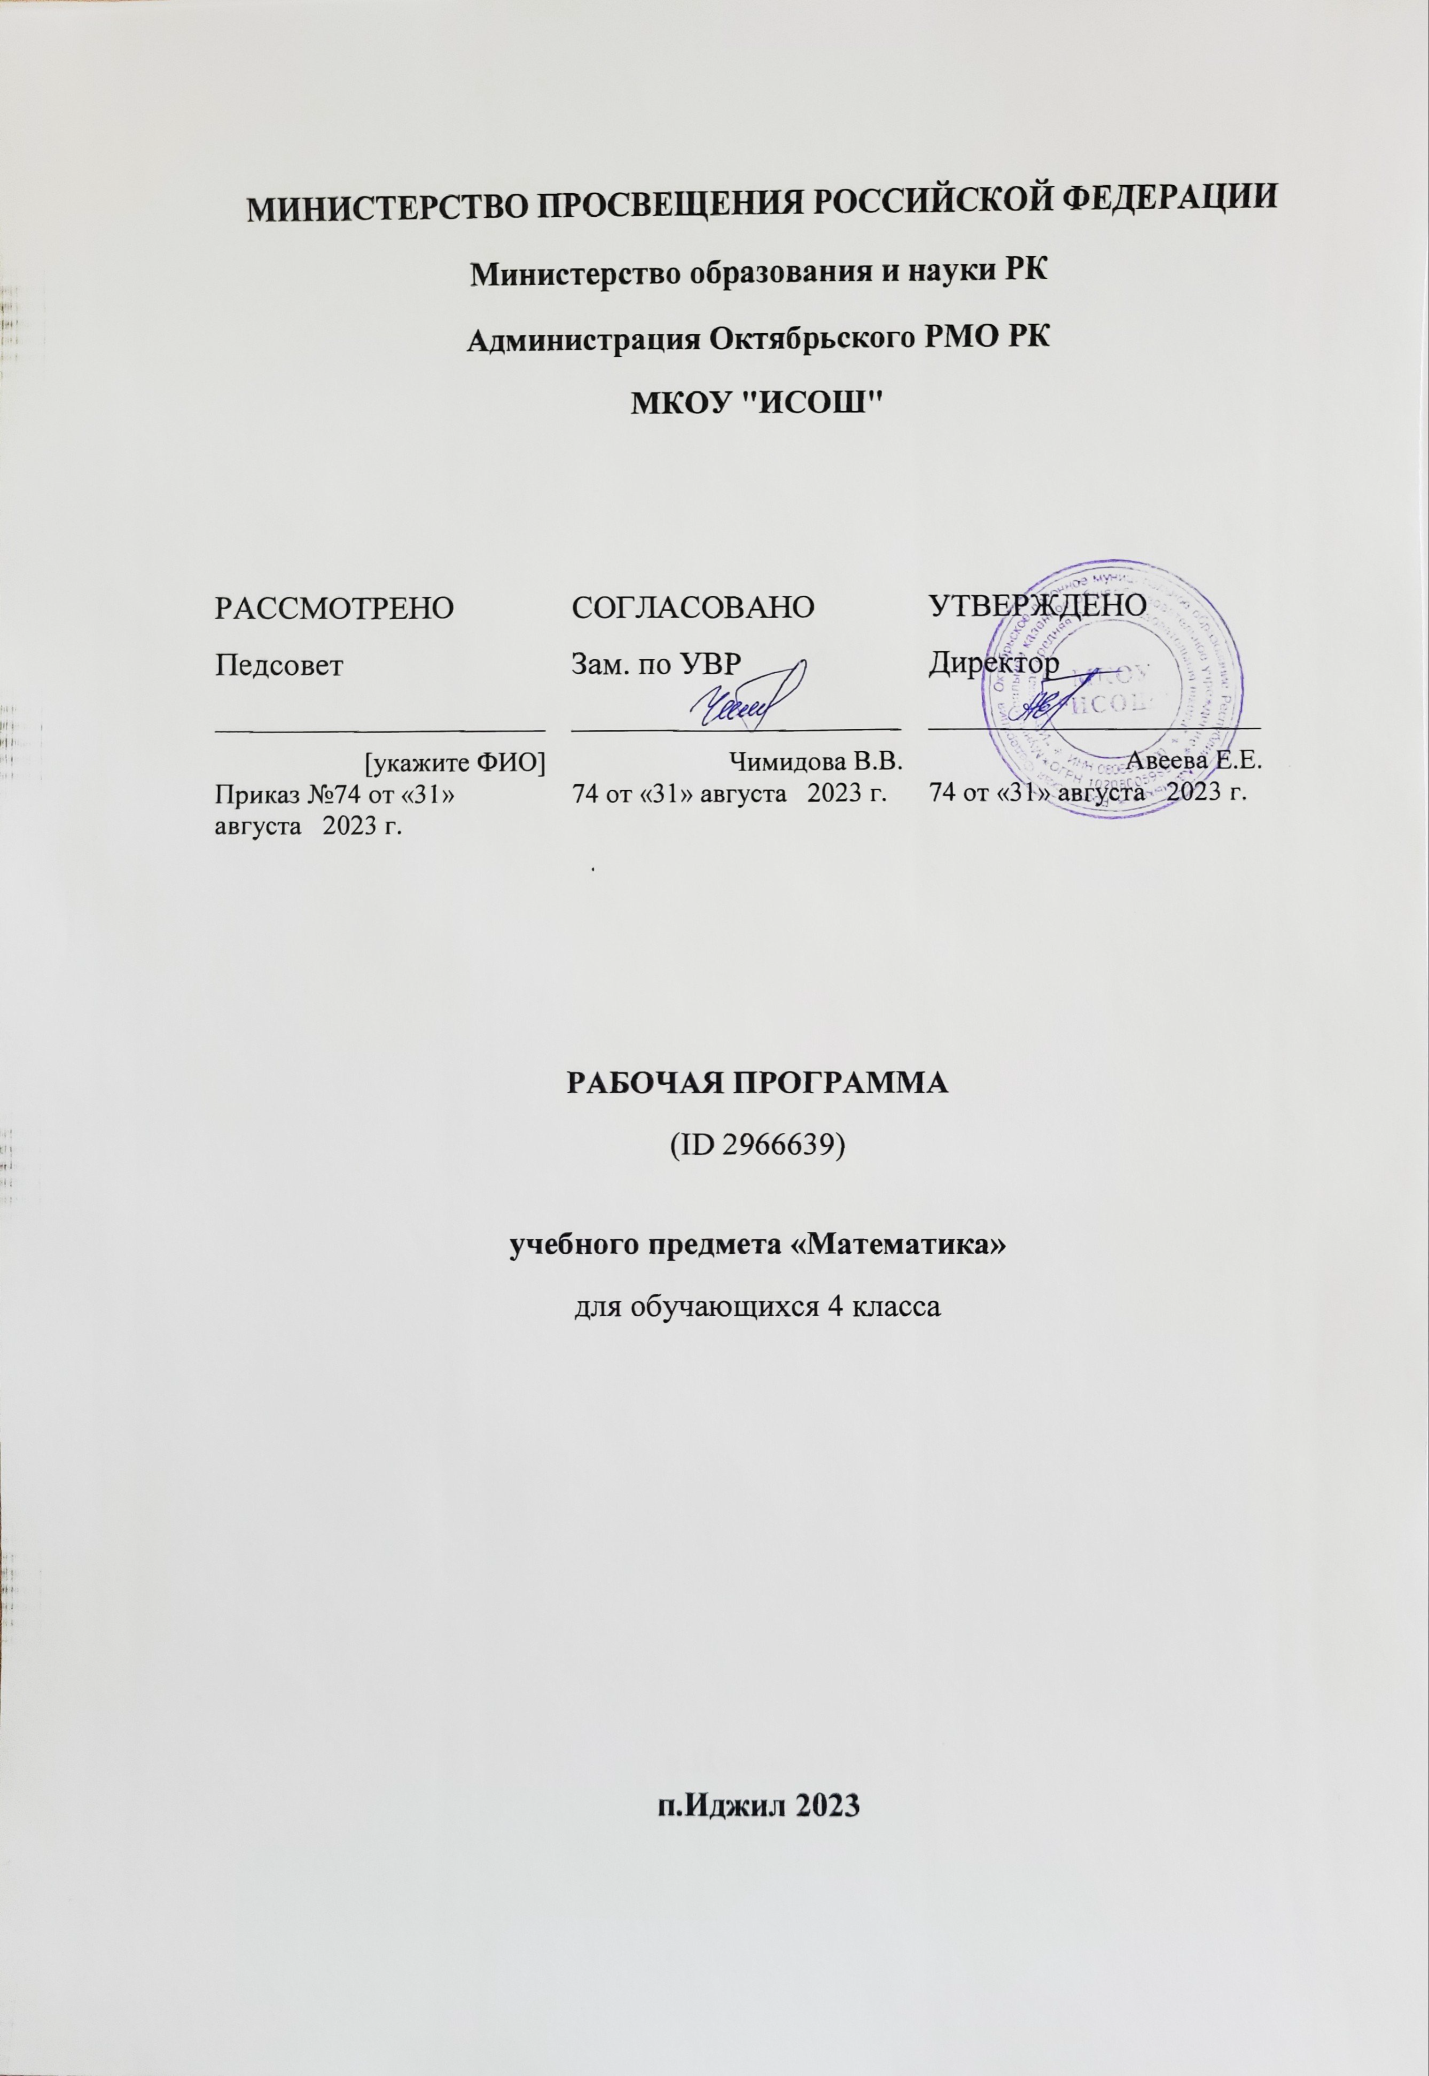 МИНИСТЕРСТВО ПРОСВЕЩЕНИЯ РОССИЙСКОЙ ФЕДЕРАЦИИ
Министерство образования и науки РК
Администрация Октябрьского РМО РК
МКОУ "ИСОШ"
РАССМОТРЕНО
Педсовет
[укажите ФИО]
Приказ №74 от «31»
августа 2023 г.
СОГЛАСОВАНО
Зам. по УВР
Чимидова В.В.
74 от «31» августа 2023 г.
УТВЕРЖДЕНО
Директор
Авеева Е.Е.
74 от «31» августа 2023 г.
МКОУ
ИСОШ
РАБОЧАЯ ПРОГРАММА
(ID 2966639)
учебного предмета «Математика»
для обучающихся 4 класса
п.Иджил 2023